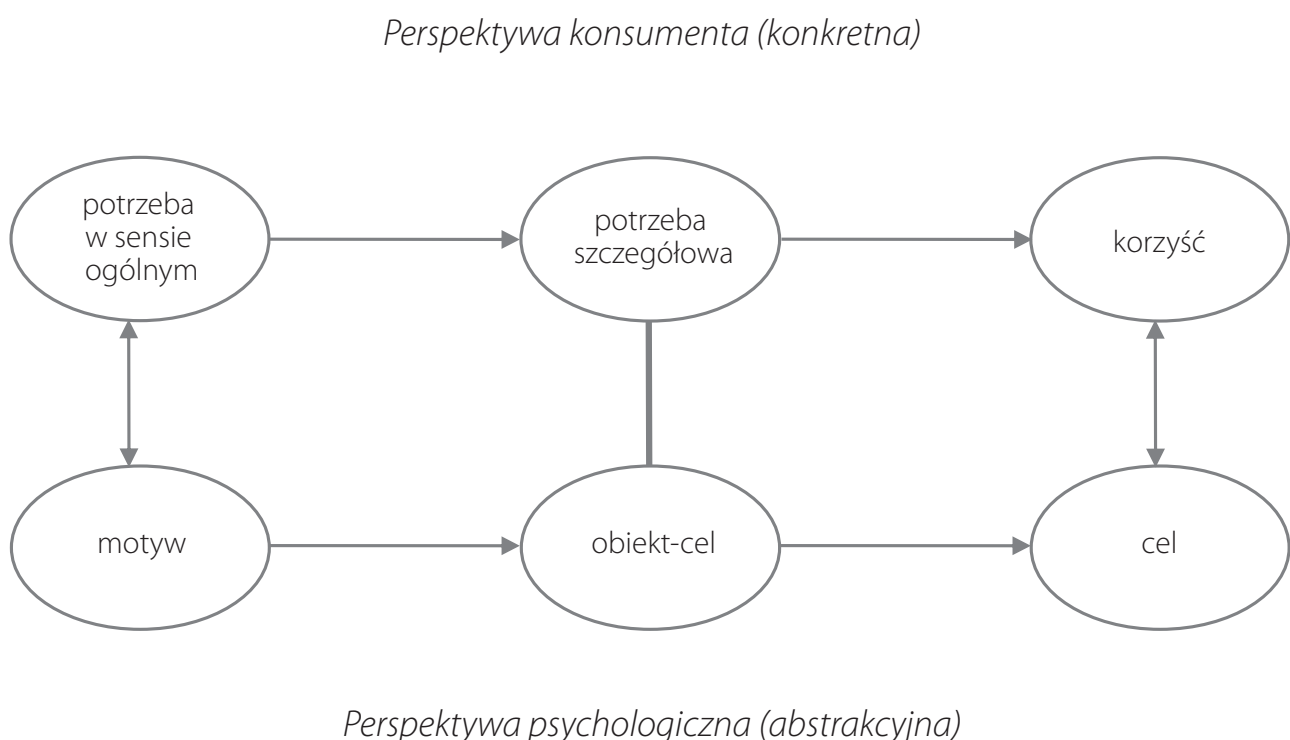 Perspektywa konsumenta (konkretna)
potrzeba
w sensie
ogólnym
potrzeba
szczegółowa
korzyść
motyw
obiekt-cel
cel
Perspektywa psychologiczna (abstrakcyjna)